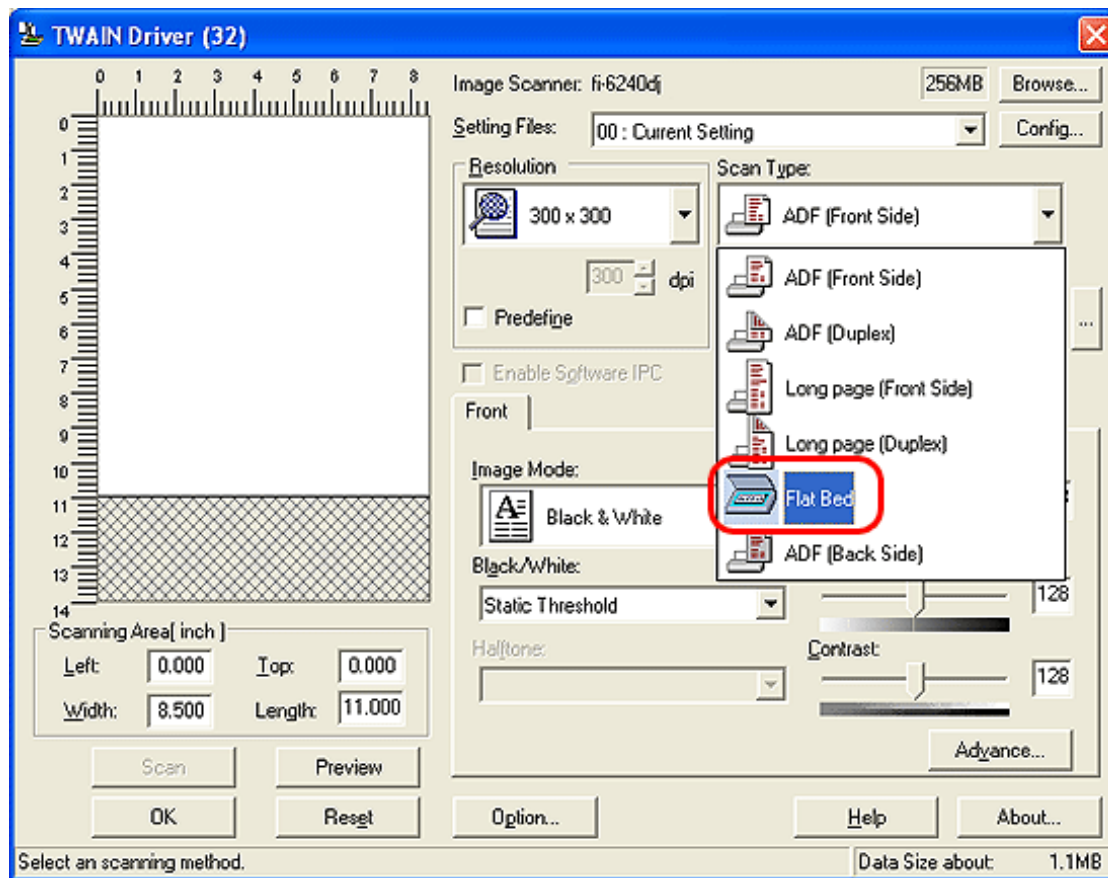 TWAIN Driver (32)
0 1 2 3 4 5 6 7 8
0
1
2
3
4
5
6
7
8
9
10
11
12
13
14
Image Scanner: fi-6240dj 256MB Browse...
Setting Files: 00 : Current Setting Config...
Resolution
300 x 300
300 dpi
Predefine
Enable Software IPC
Scan Type:
ADF (Front Side)
ADF (Front Side)
ADF (Duplex)
Long page (Front Side)
Long page (Duplex)
Flat Bed
ADF (Back Side)
...
Front
Image Mode:
Black & White
Black/White:
Static Threshold
128
Halftone:
Contrast:
128
Advance...
Scanning Area[ inch ]
Left: 0.000 Top: 0.000
Width: 8.500 Length: 11.000
Scan Preview
OK Reset Option... Help About...
Select an scanning method. Data Size about: 1.1MB